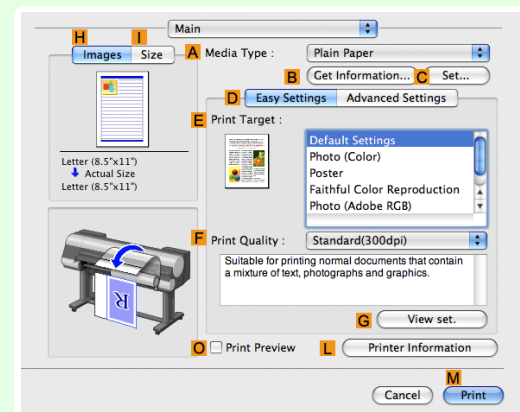 Main
H I
Images Size
A Media Type : Plain Paper
B Get Information... C Set...
D Easy Settings Advanced Settings
E Print Target :
Default Settings
Photo (Color)
Poster
Faithful Color Reproduction
Photo (Adobe RGB)
Letter (8.5"x11")
Actual Size
Letter (8.5"x11")
F Print Quality : Standard(300dpi)
Suitable for printing normal documents that contain
a mixture of text, photographs and graphics.
R
G View set.
O Print Preview L Printer Information
M
Cancel Print